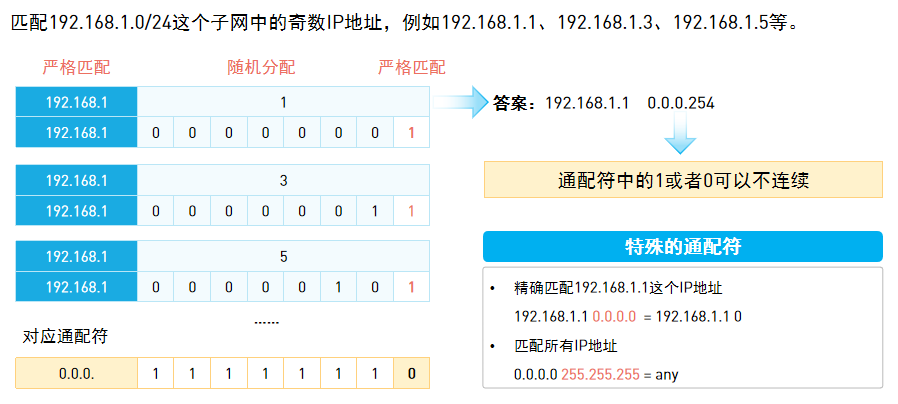 匹配192.168.1.0/24这个子网中的奇数IP地址，例如192.168.1.1、192.168.1.3、192.168.1.5等。
严格匹配 随机分配 严格匹配
192.168.1 1
192.168.1 0 0 0 0 0 0 0 1
192.168.1 3
192.168.1 0 0 0 0 0 0 1 1
192.168.1 5
192.168.1 0 0 0 0 0 1 0 1
......
对应通配符
0.0.0. 1 1 1 1 1 1 1 0
答案：192.168.1.1 0.0.0.254
通配符中的1或者0可以不连续
特殊的通配符
• 精确匹配192.168.1.1这个IP地址
192.168.1.1 0.0.0.0 = 192.168.1.1 0
• 匹配所有IP地址
0.0.0.0 255.255.255 = any